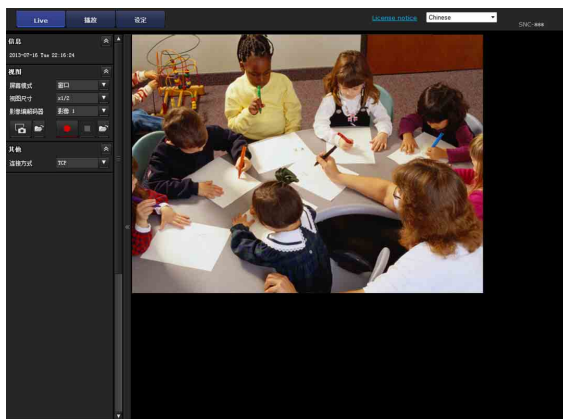 Live 播放 设定 License notice Chinese SNC-***
信息
2013-07-16 Tue 22:16:24
视图
屏幕模式 窗口
视图尺寸 x1/2
影像编解码器 影像 1
其他
连接方式 TCP